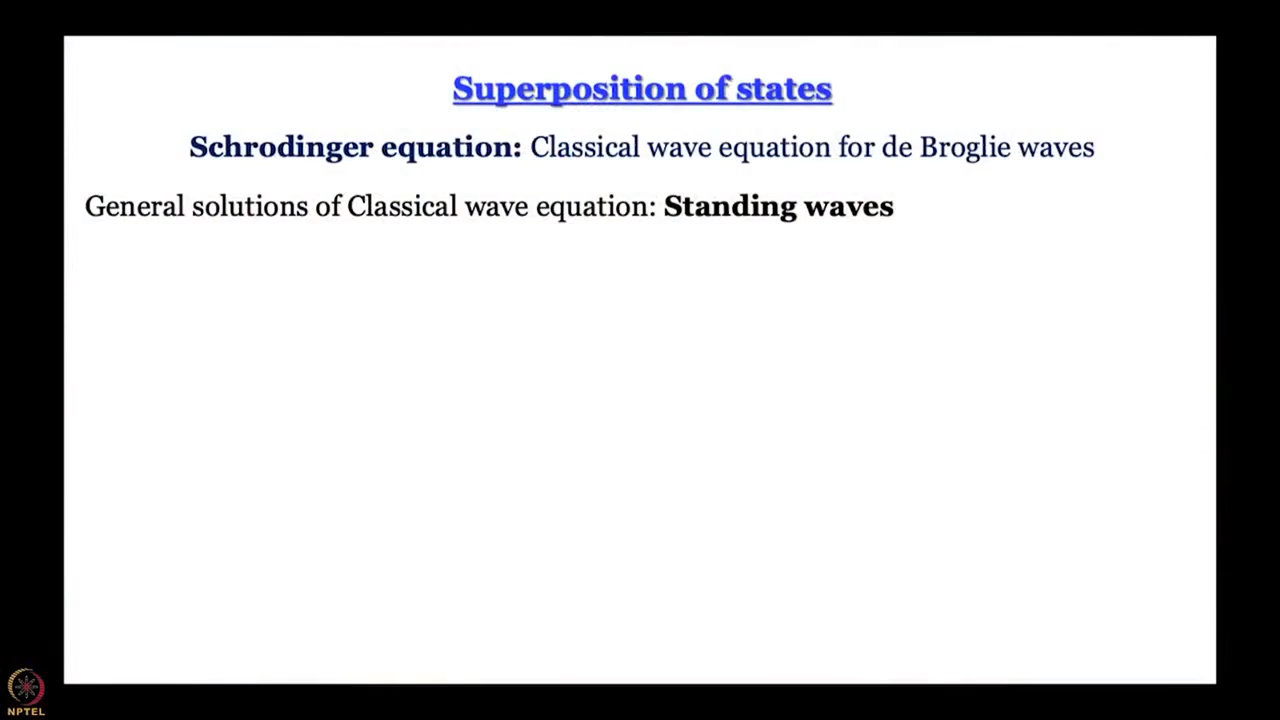 Superposition of states
Schrodinger equation: Classical wave equation for de Broglie waves
General solutions of Classical wave equation: Standing waves
NPTEL